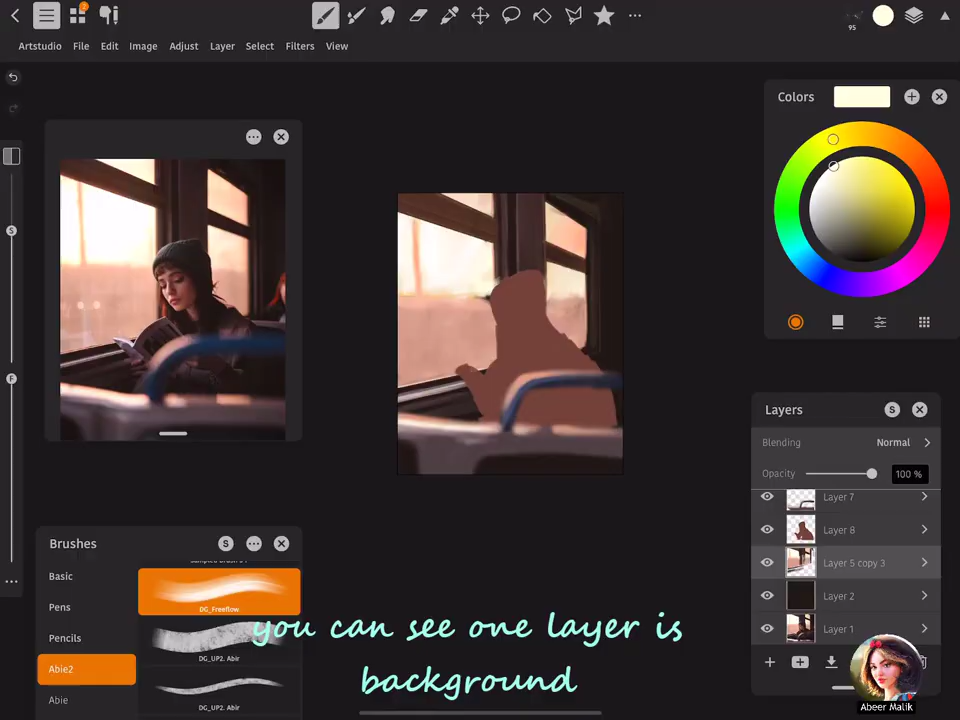 2
95
Artstudio File Edit Image Adjust Layer Select Filters View
Colors
S
F
Layers S
Blending Normal
Opacity 100 %
Layer 7
Layer 8
Layer 5 copy 3
Layer 2
Layer 1
Brushes S
Basic
Pens
Pencils
Abie2
Abie
DG_Freeflow
DG_UP2. Abir
DG_UP2. Abir
you can see one layer is
background
Abeer Malik